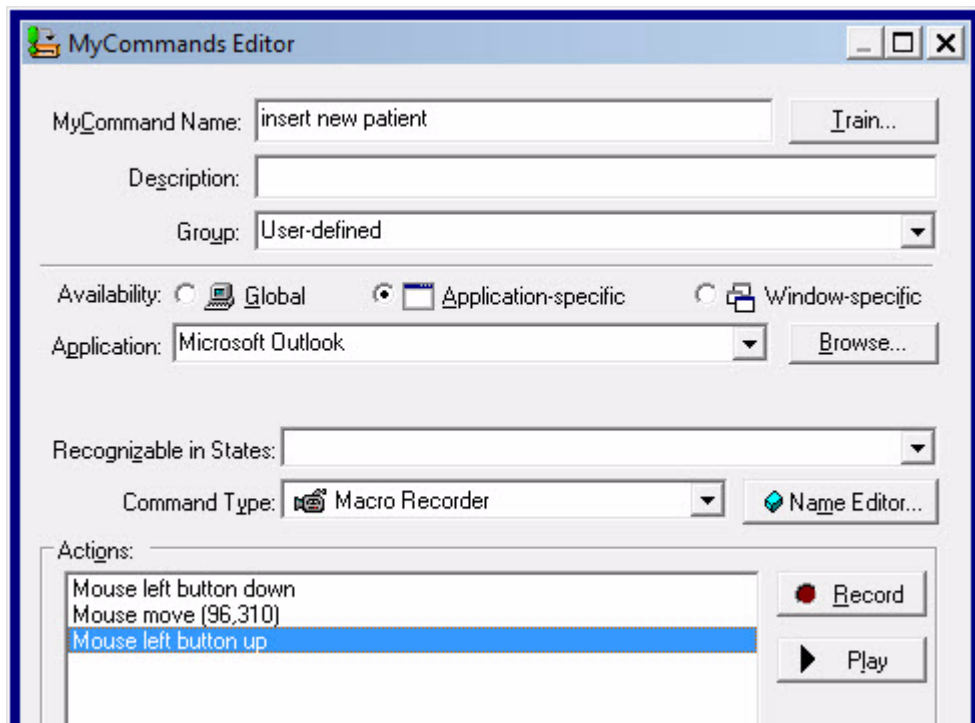 MyCommands Editor
MyCommand Name: insert new patient Train...
Description:
Group: User-defined
Availability: Global Application-specific Window-specific
Application: Microsoft Outlook Browse...
Recognizable in States:
Command Type: Macro Recorder Name Editor...
Actions:
Mouse left button down
Mouse move (96,310)
Mouse left button up
Record
Play